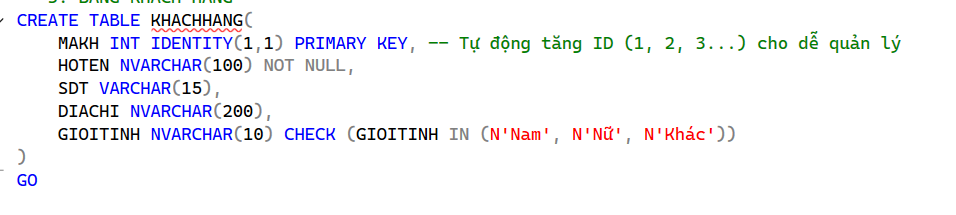 CREATE TABLE KHACHHANG(
MAKH INT IDENTITY(1,1) PRIMARY KEY, -- Tự động tăng ID (1, 2, 3...) cho dễ quản lý
HOTEN NVARCHAR(100) NOT NULL,
SDT VARCHAR(15),
DIACHI NVARCHAR(200),
GIOITINH NVARCHAR(10) CHECK (GIOITINH IN (N'Nam', N'Nữ', N'Khác'))
)
GO